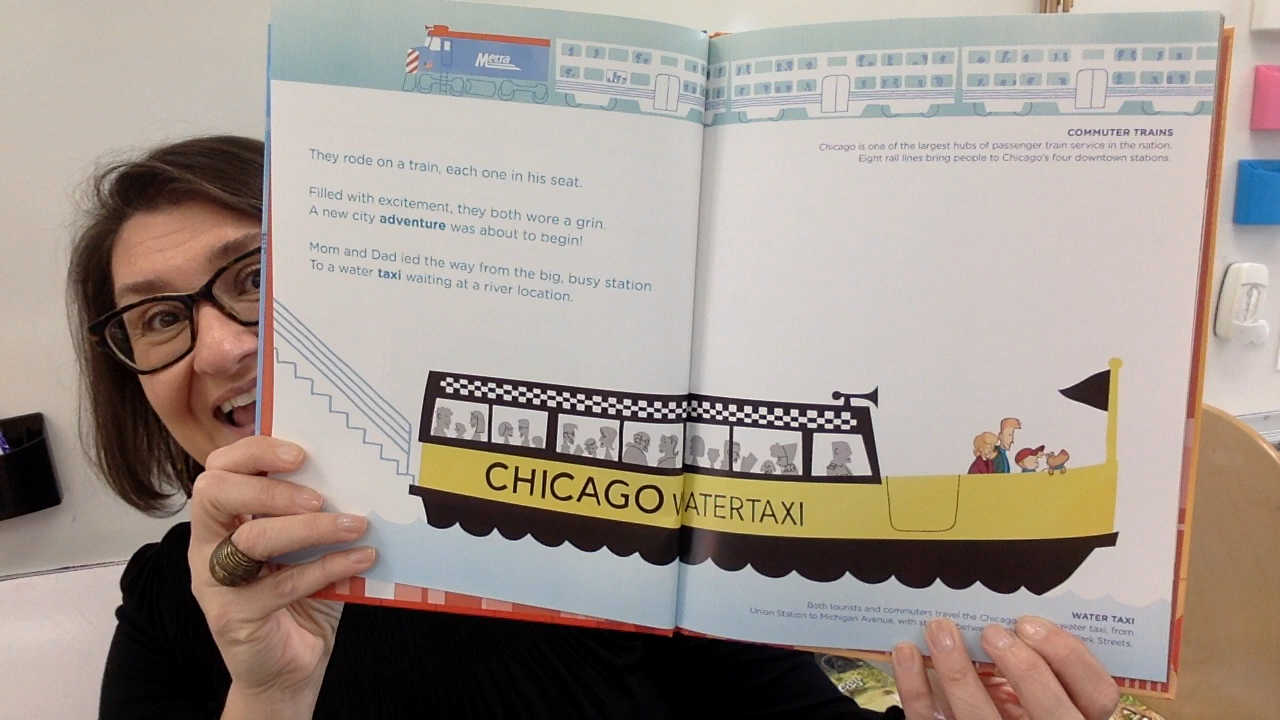 Metra
COMMUTER TRAINS
Chicago is one of the largest hubs of passenger train service in the nation.
Eight rail lines bring people to Chicago's four downtown stations.
They rode on a train, each one in his seat.
Filled with excitement, they both wore a grin.
A new city adventure was about to begin!
Mom and Dad led the way from the big, busy station
To a water taxi waiting at a river location.
CHICAGO WATERTAXI
WATER TAXI
Both tourists and commuters travel the Chicago water taxi, from
Union Station to Michigan Avenue, with Streets.